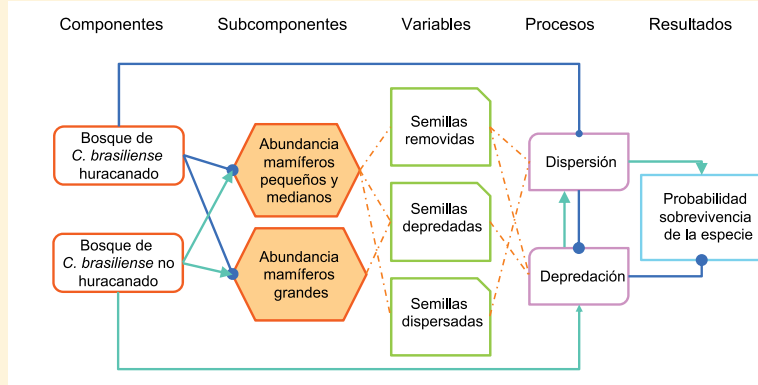 Componentes
Subcomponentes
Variables
Procesos
Resultados
Bosque de
C. brasiliense
huracanado
Bosque de
C. brasiliense no
huracanado
Abundancia
mamíferos
pequeños y
medianos
Abundancia
mamíferos
grandes
Semillas
removidas
Semillas
depredadas
Semillas
dispersadas
Dispersión
Depredación
Probabilidad
sobrevivencia
de la especie